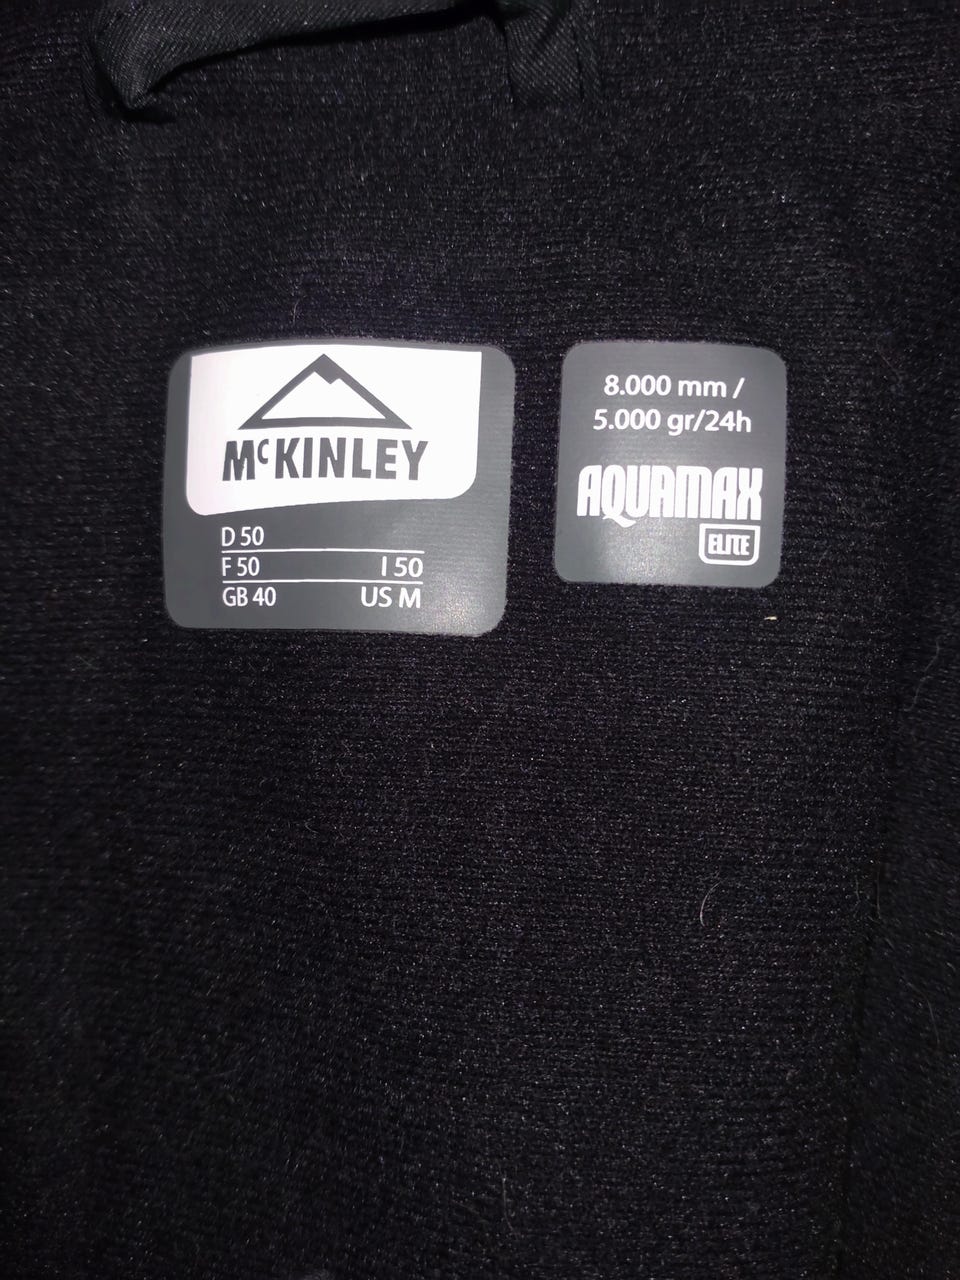 McKINLEY
D 50
F 50 I 50
GB 40 US M
8.000 mm /
5.000 gr/24h
AQUAMAX
ELITE